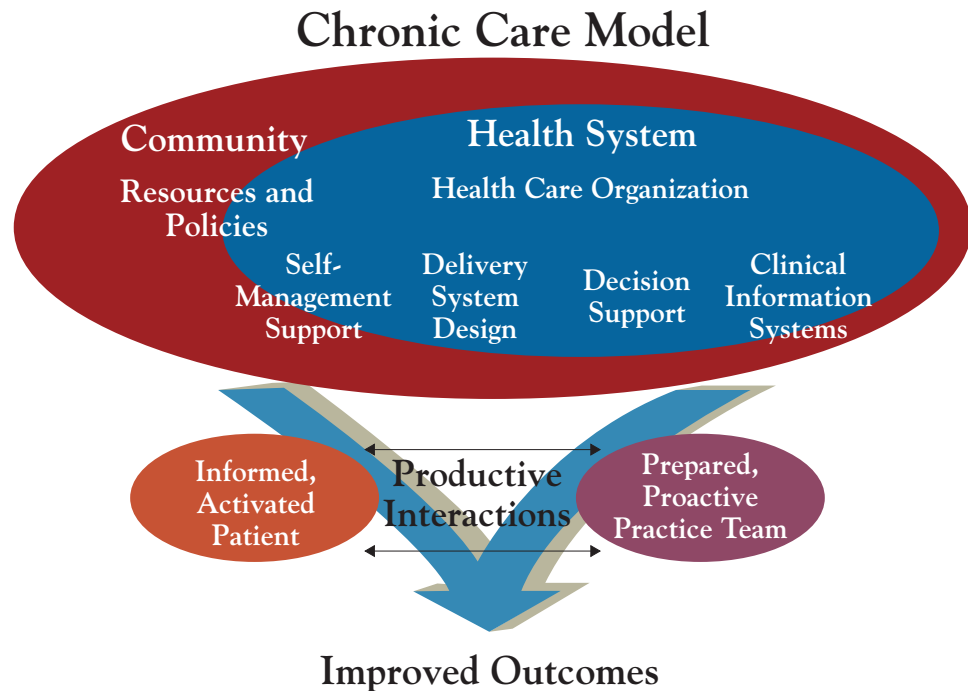 Chronic Care Model
Community
Resources and
Policies
Health System
Health Care Organization
Self-
Management
Support
Delivery
System
Design
Decision
Support
Clinical
Information
Systems
Informed,
Activated
Patient
Productive
Interactions
Prepared,
Proactive
Practice Team
Improved Outcomes